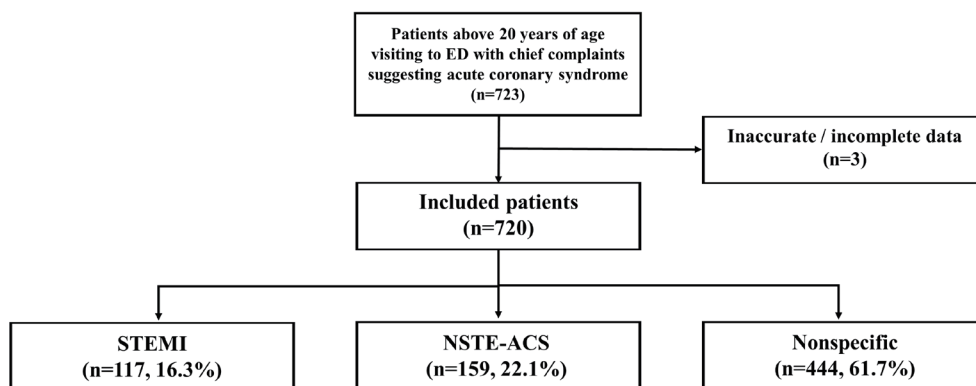 Patients above 20 years of age
visiting to ED with chief complaints
suggesting acute coronary syndrome
(n=723)
Inaccurate / incomplete data
(n=3)
Included patients
(n=720)
STEMI
(n=117, 16.3%)
NSTE-ACS
(n=159, 22.1%)
Nonspecific
(n=444, 61.7%)